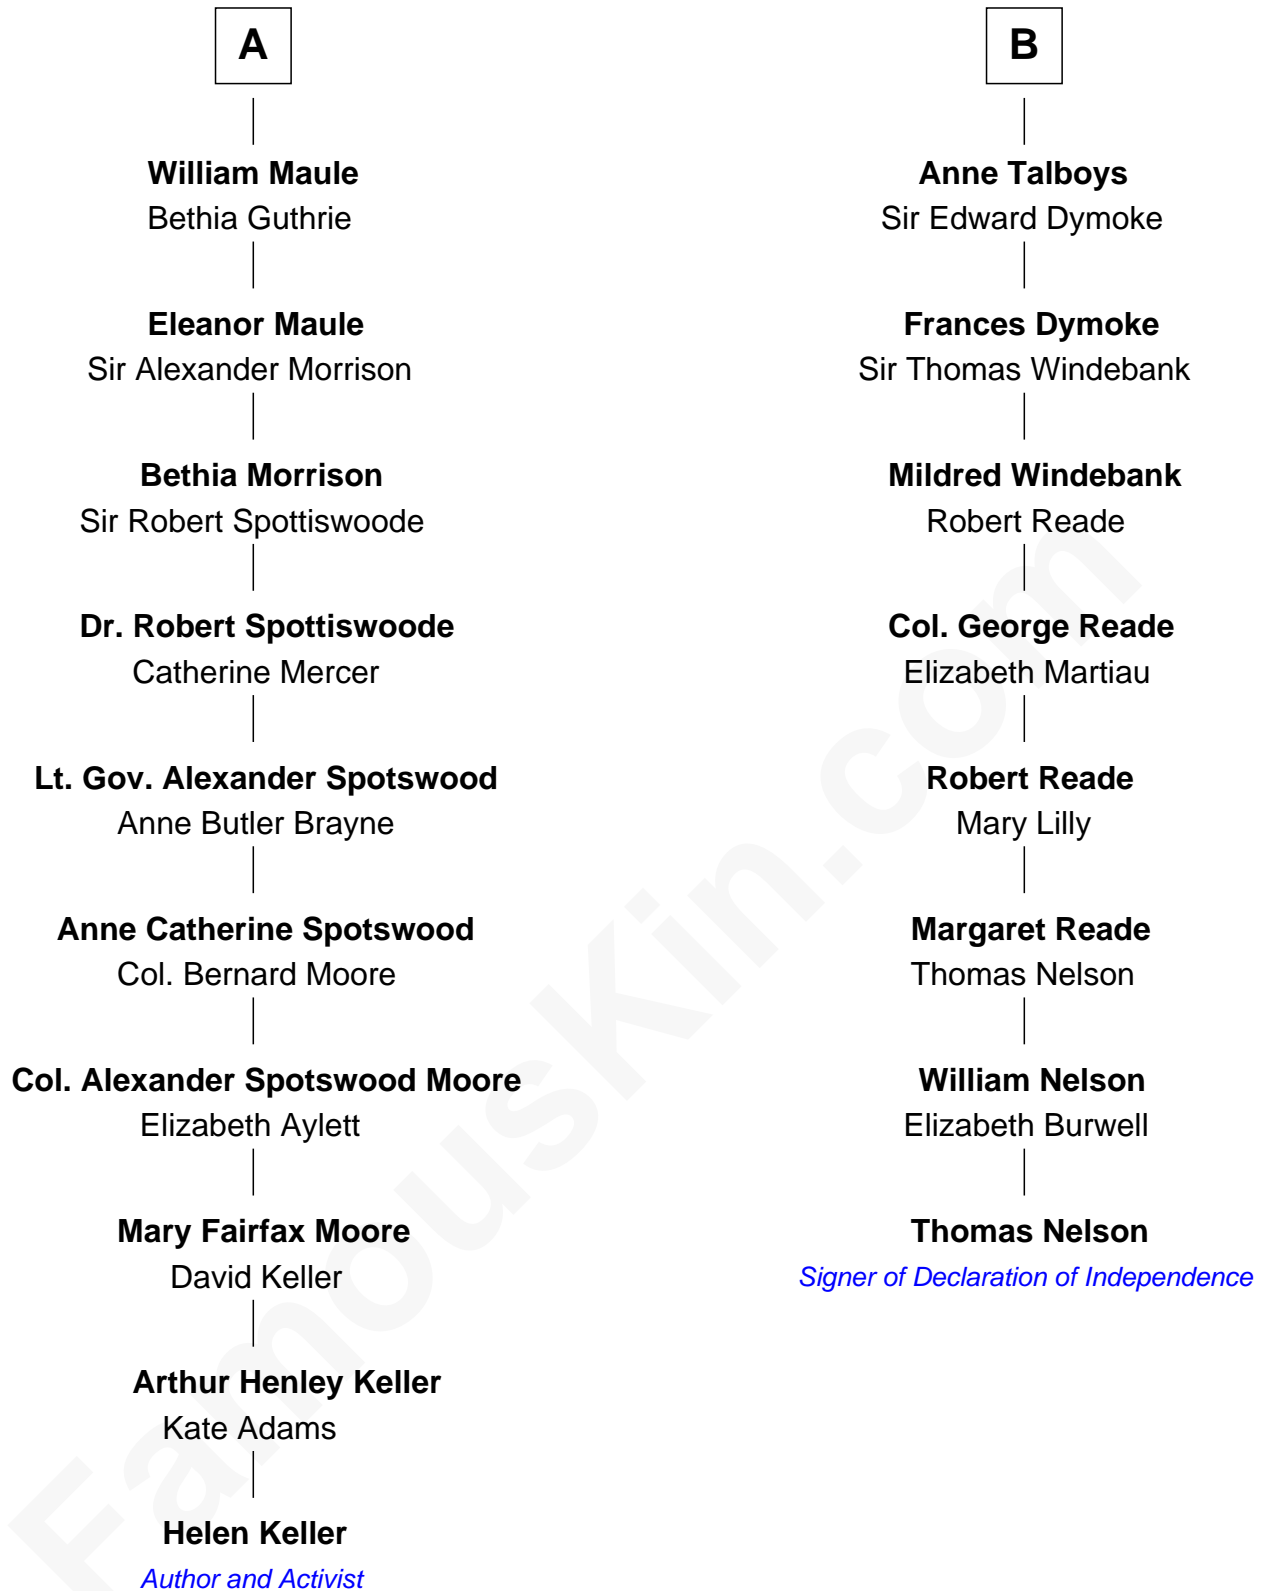 A
William Maule
Bethia Guthrie
Eleanor Maule
Sir Alexander Morrison
Bethia Morrison
Sir Robert Spottiswoode
Dr. Robert Spottiswoode
Catherine Mercer
Lt. Gov. Alexander Spotswood
Anne Butler Brayne
Anne Catherine Spotswood
Col. Bernard Moore
Col. Alexander Spotswood Moore
Elizabeth Aylett
Mary Fairfax Moore
David Keller
Arthur Henley Keller
Kate Adams
Helen Keller
Author and Activist
B
Anne Talboys
Sir Edward Dymoke
Frances Dymoke
Sir Thomas Windebank
Mildred Windebank
Robert Reade
Col. George Reade
Elizabeth Martiau
Robert Reade
Mary Lilly
Margaret Reade
Thomas Nelson
William Nelson
Elizabeth Burwell
Thomas Nelson
Signer of Declaration of Independence
FamousKin.com